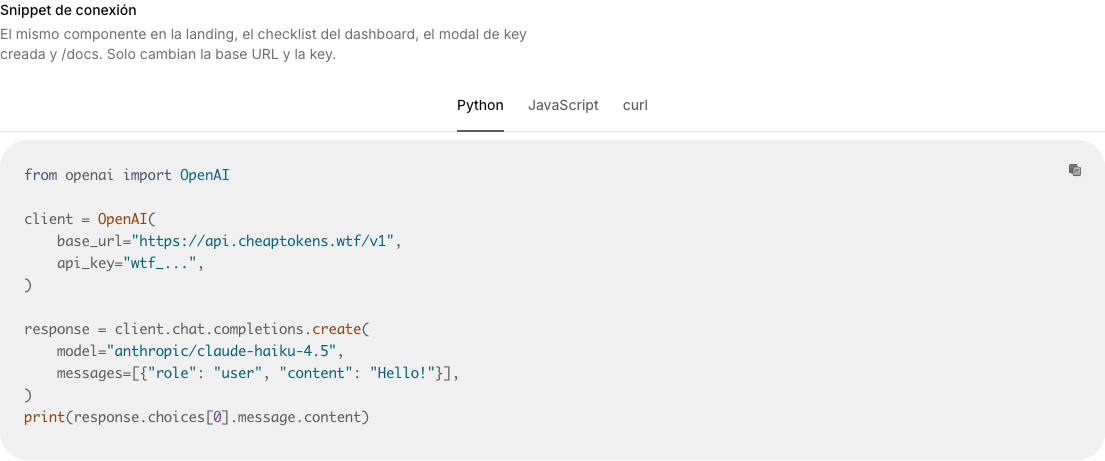 Snippet de conexión
El mismo componente en la landing, el checklist del dashboard, el modal de key
creada y /docs. Solo cambian la base URL y la key.
Python JavaScript curl
from openai import OpenAI
client = OpenAI(
    base_url="https://api.cheaptokens.wtf/v1",
    api_key="wtf_...",
)
response = client.chat.completions.create(
    model="anthropic/claude-haiku-4.5",
    messages=[{"role": "user", "content": "Hello!"}],
)
print(response.choices[0].message.content)